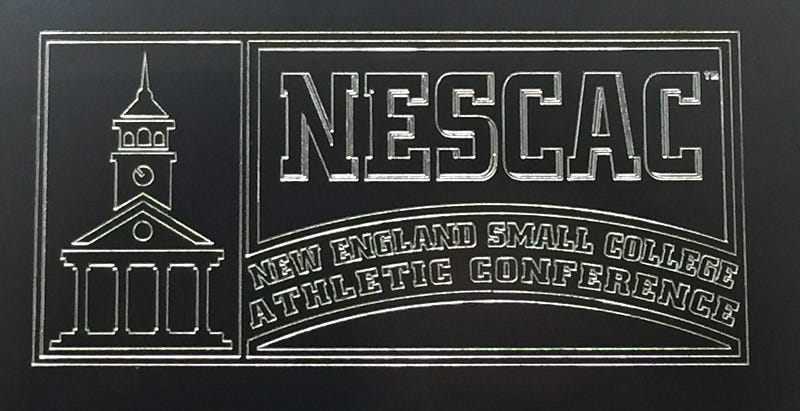 NESCAC™
NEW ENGLAND SMALL COLLEGE
ATHLETIC CONFERENCE